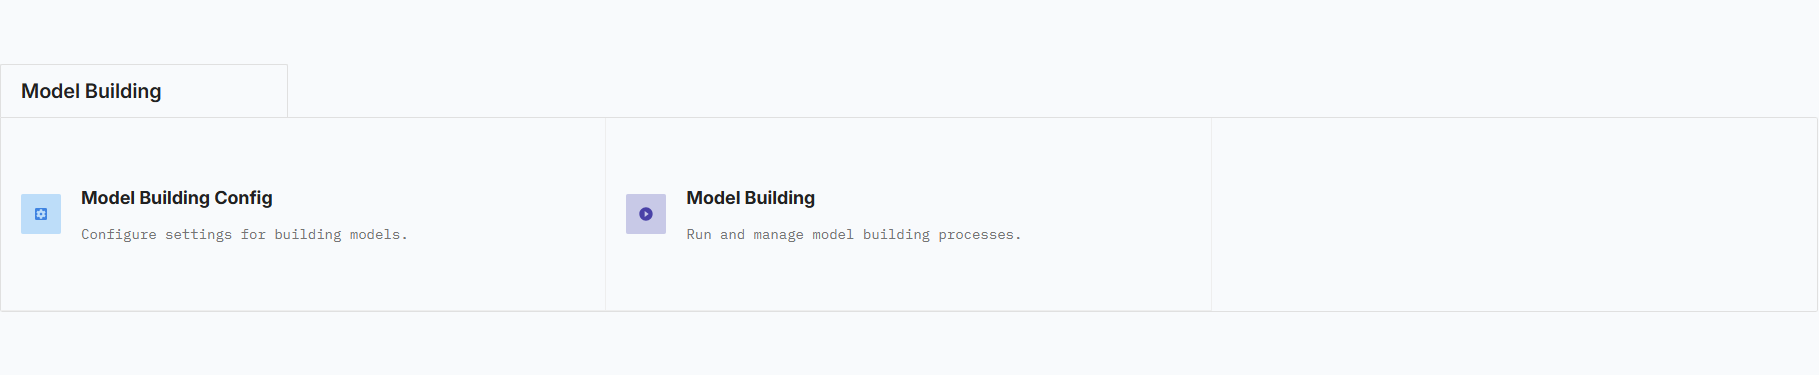 Model Building
Model Building Config
Configure settings for building models.
Model Building
Run and manage model building processes.